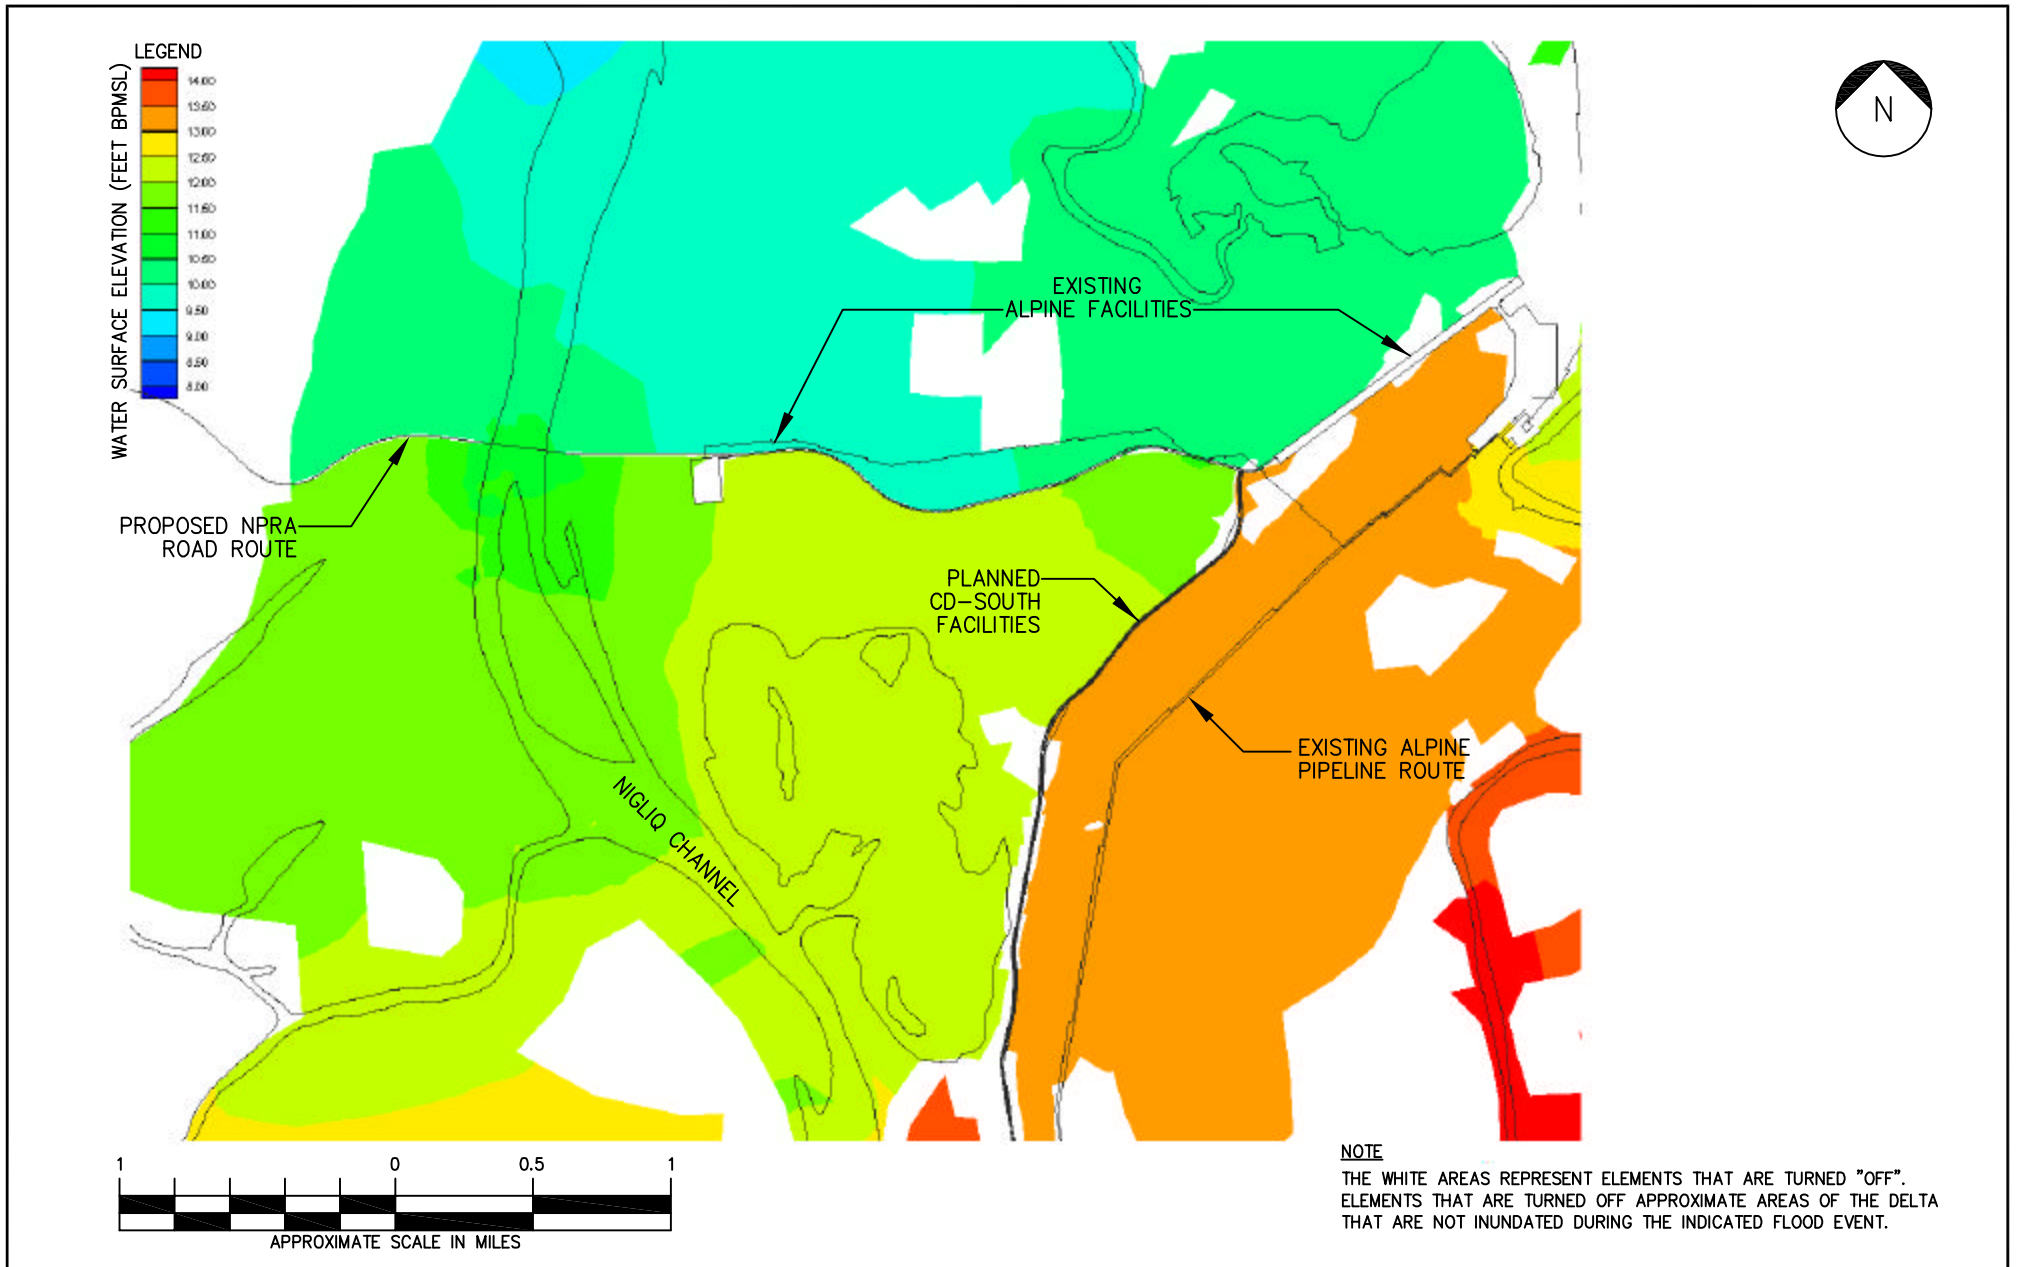 LEGEND
WATER SURFACE ELEVATION (FEET BPMSL)
14.00
13.50
13.00
12.50
12.00
11.50
11.00
10.50
10.00
9.50
9.00
8.50
8.00
N
EXISTING
ALPINE FACILITIES
PROPOSED NPRA
ROAD ROUTE
PLANNED
CD-SOUTH
FACILITIES
EXISTING ALPINE
PIPELINE ROUTE
NIGLIQ CHANNEL
1 0 0.5 1
APPROXIMATE SCALE IN MILES
NOTE
THE WHITE AREAS REPRESENT ELEMENTS THAT ARE TURNED "OFF".
ELEMENTS THAT ARE TURNED OFF APPROXIMATE AREAS OF THE DELTA
THAT ARE NOT INUNDATED DURING THE INDICATED FLOOD EVENT.